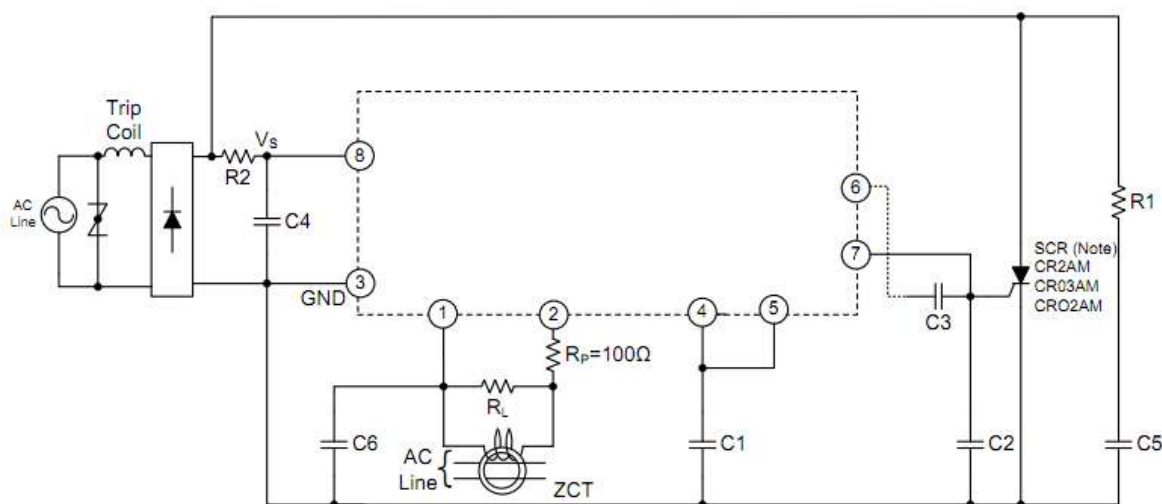 Trip
Coil
AC
Line
R2
Vs
C4
GND
8
3
1
2
4
5
6
7
RP=100Ω
RL
C6
AC
Line
ZCT
C1
C3
C2
R1
SCR (Note)
CR2AM
CR03AM
CRO2AM
C5